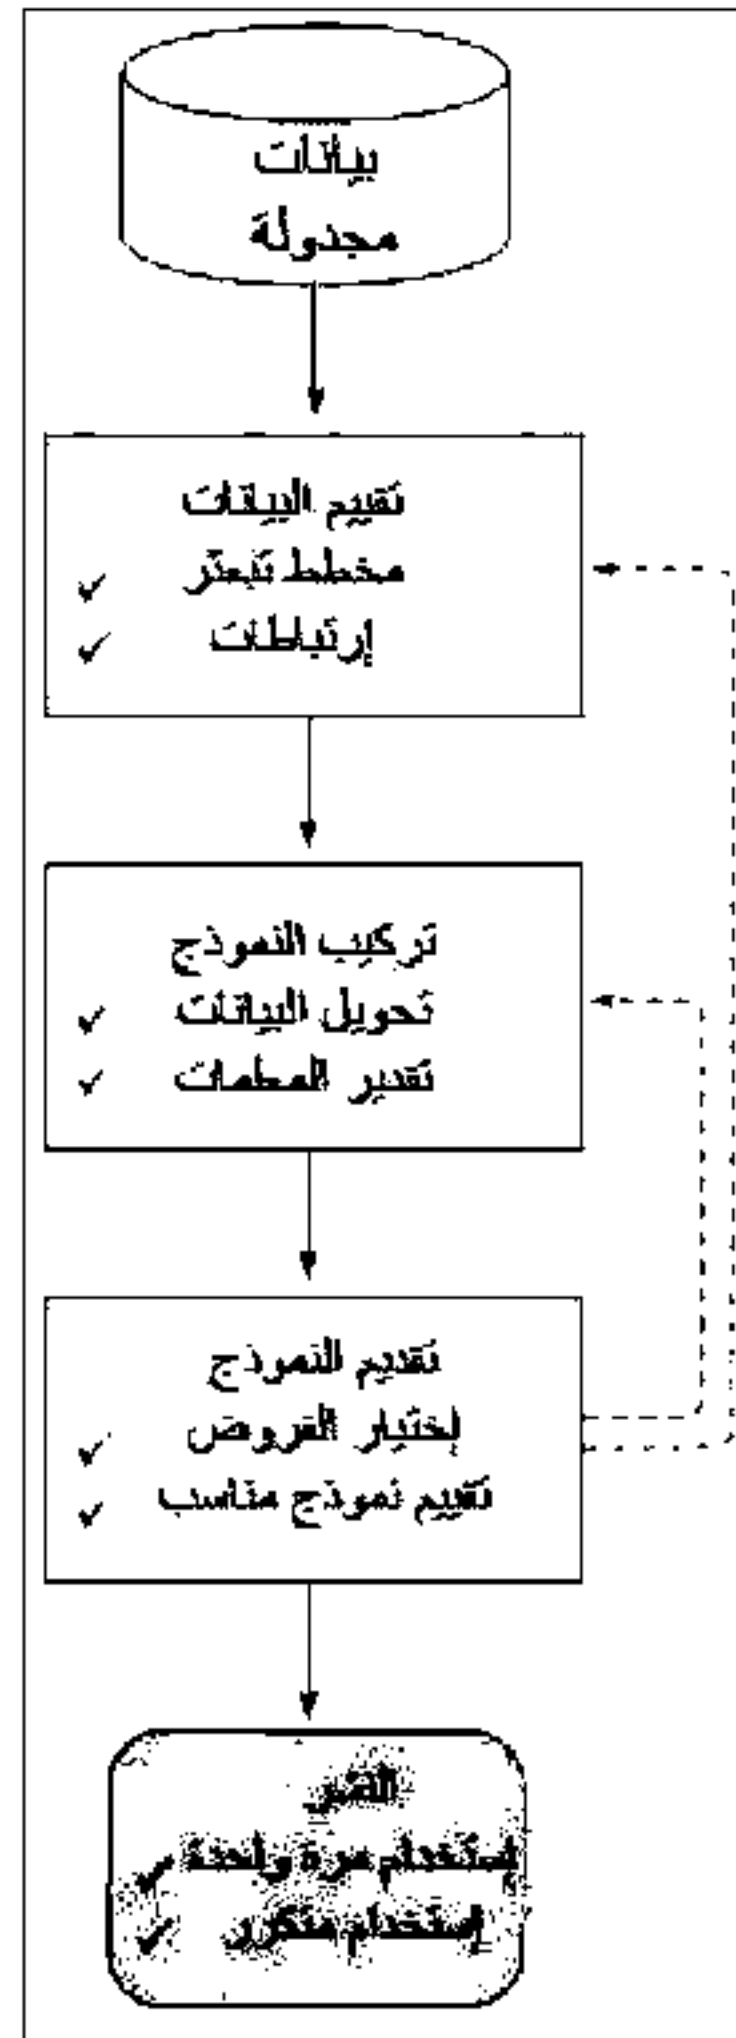 بيانات
مجدولة
تقييم البيانات
مخطط تبعثر
إرتباطات
تركيب النموذج
تحويل البيانات
تقدير المعلمات
تقديم النموذج
إختبار الفروض
تقييم نموذج مناسب
إستخدام مرة واحدة
إستخدام متكرر